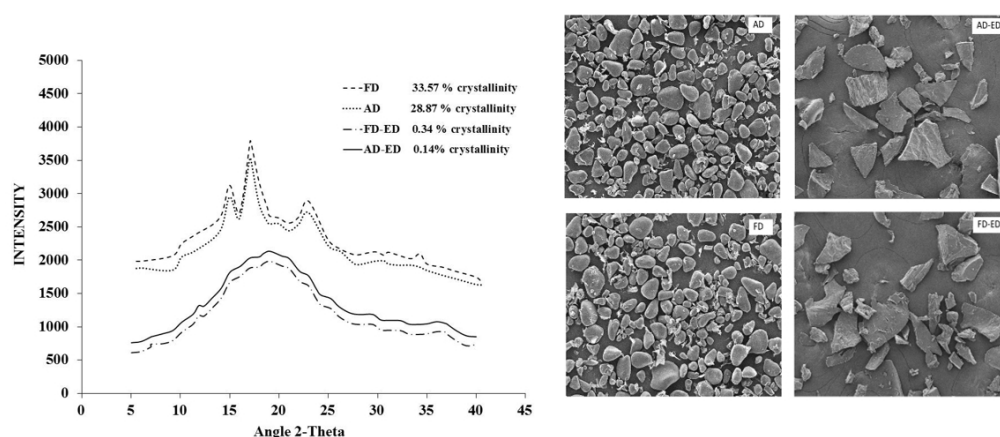 5000
4500
4000
3500
3000
2500
2000
1500
1000
500
0
INTENSITY
0 5 10 15 20 25 30 35 40 45
Angle 2-Theta
FD 33.57 % crystallinity
AD 28.87 % crystallinity
FD-ED 0.34 % crystallinity
AD-ED 0.14% crystallinity
AD
AD-ED
FD
FD-ED